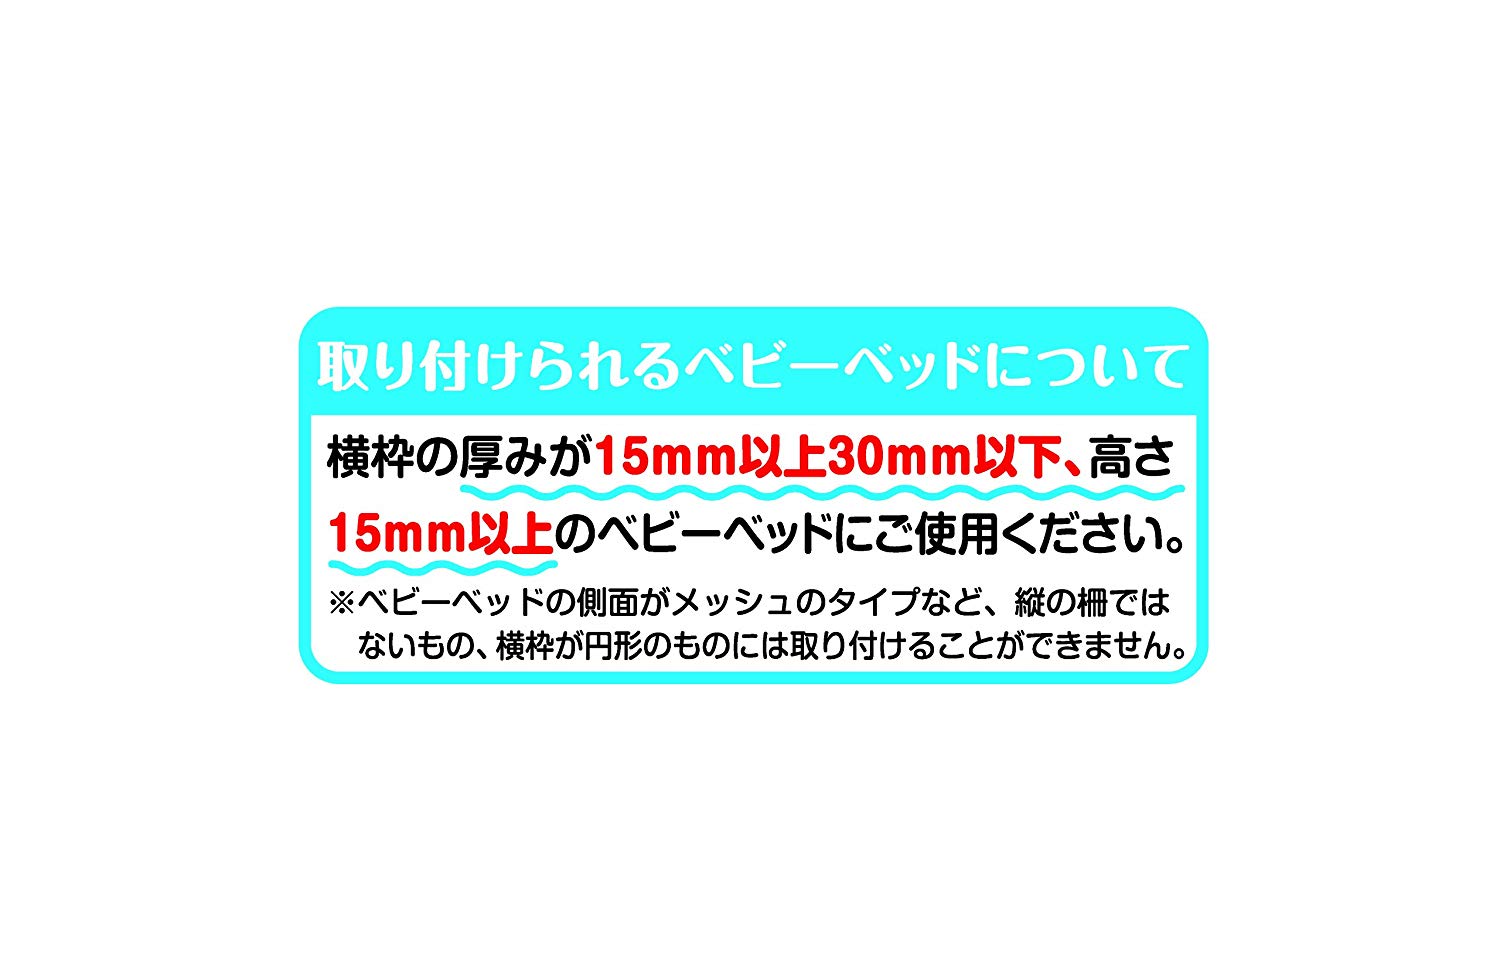 取り付けられるベビーベッドについて
横枠の厚みが15mm以上30mm以下、高さ
15mm以上のベビーベッドにご使用ください。
※ベビーベッドの側面がメッシュのタイプなど、縦の柵では
ないもの、横枠が円形のものには取り付けることができません。